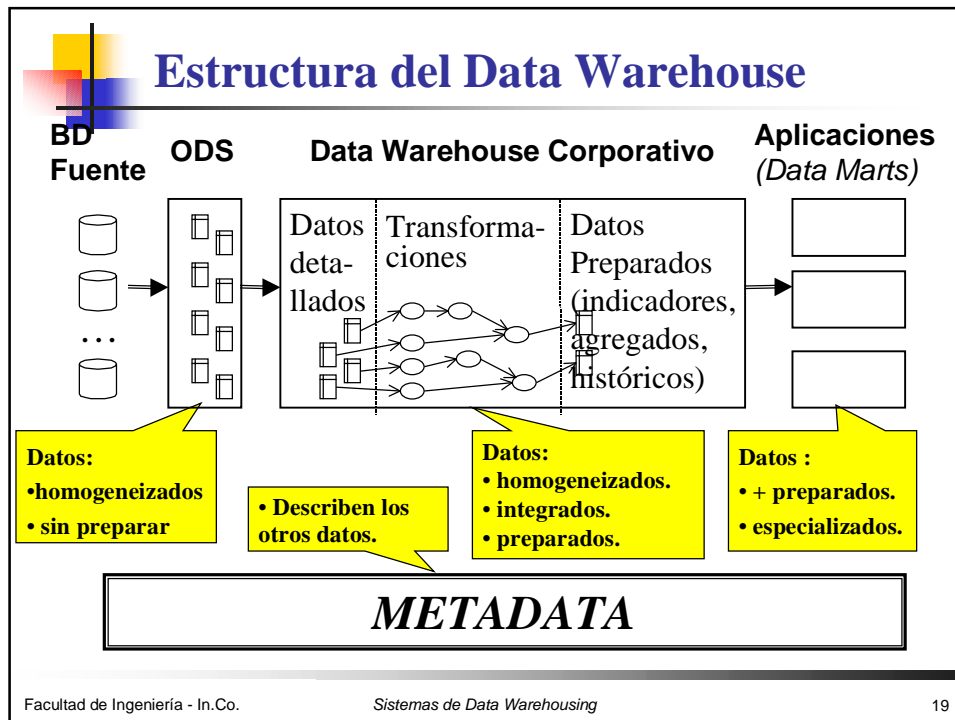 Estructura del Data Warehouse
BD
Fuente
ODS
Data Warehouse Corporativo
Aplicaciones
(Data Marts)
Datos
deta-
llados
Transforma-
ciones
Datos
Preparados
(indicadores,
agregados,
históricos)
...
Datos:
•homogeneizados
• sin preparar
• Describen los
otros datos.
Datos:
• homogeneizados.
• integrados.
• preparados.
Datos :
• + preparados.
• especializados.
METADATA
Facultad de Ingeniería - In.Co.
Sistemas de Data Warehousing
19